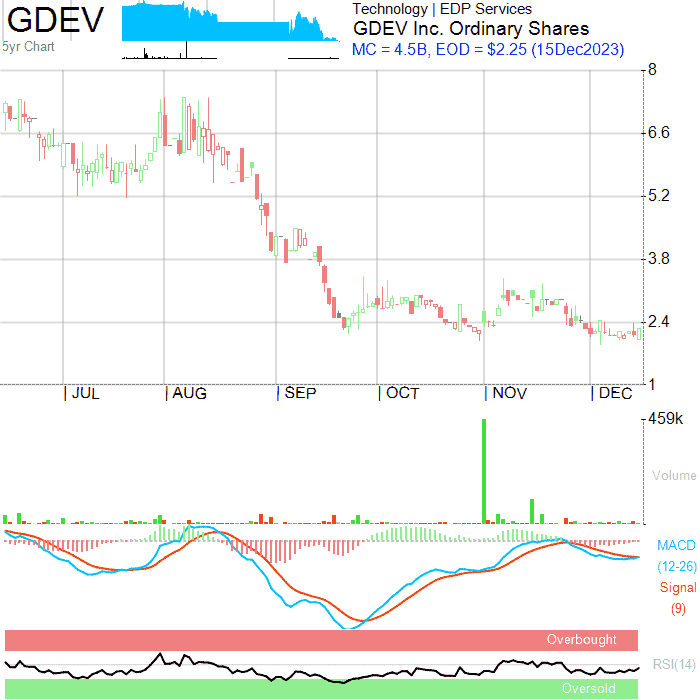 GDEV
5yr Chart
Technology | EDP Services
GDEV Inc. Ordinary Shares
MC = 4.5B, EOD = $2.25 (15Dec2023)
8
6.6
5.2
3.8
2.4
1
| JUL | AUG | SEP | OCT | NOV | DEC
459k
Volume
MACD
(12-26)
Signal
(9)
Overbought
RSI(14)
Oversold